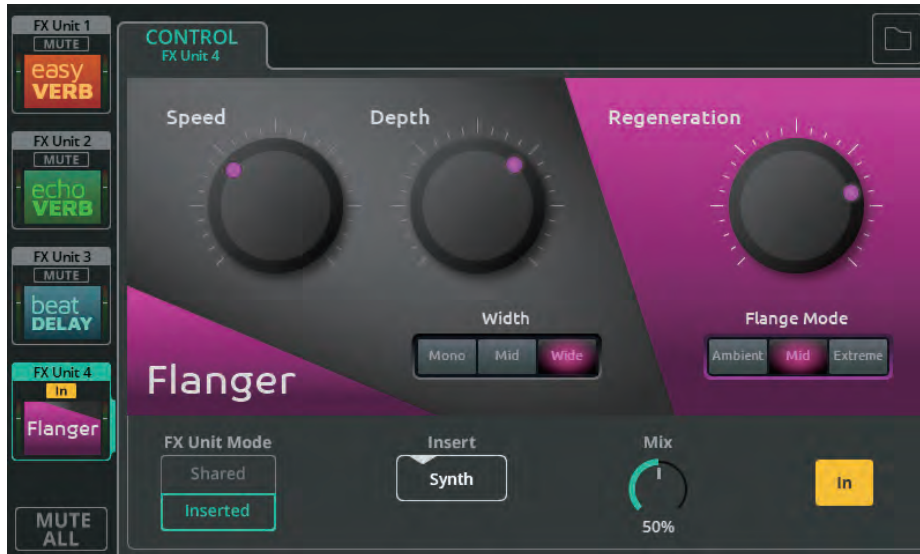 FX Unit 1
MUTE
easy
VERB
FX Unit 2
MUTE
echo
VERB
FX Unit 3
MUTE
beat
DELAY
FX Unit 4
In
Flanger
MUTE
ALL
CONTROL
FX Unit 4
Speed
Depth
Regeneration
Width
Mono Mid Wide
Flange Mode
Ambient Mid Extreme
Flanger
FX Unit Mode
Shared
Inserted
Insert
Synth
Mix
50%
In